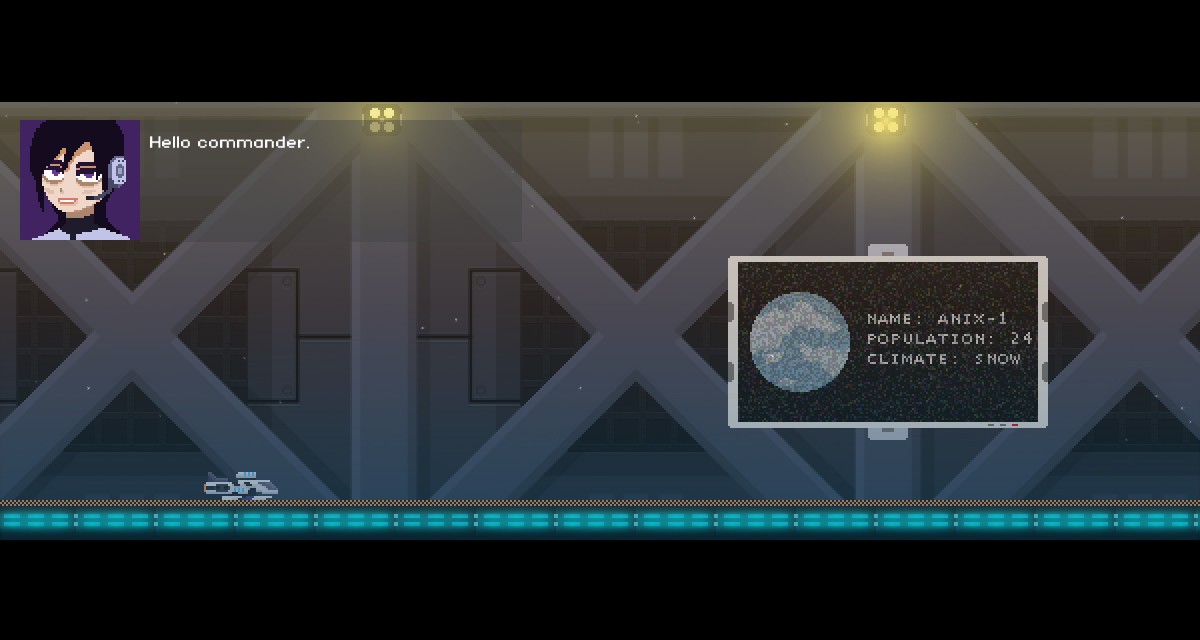 Hello commander.
NAME: ANIX-1
POPULATION: 24
CLIMATE: SNOW